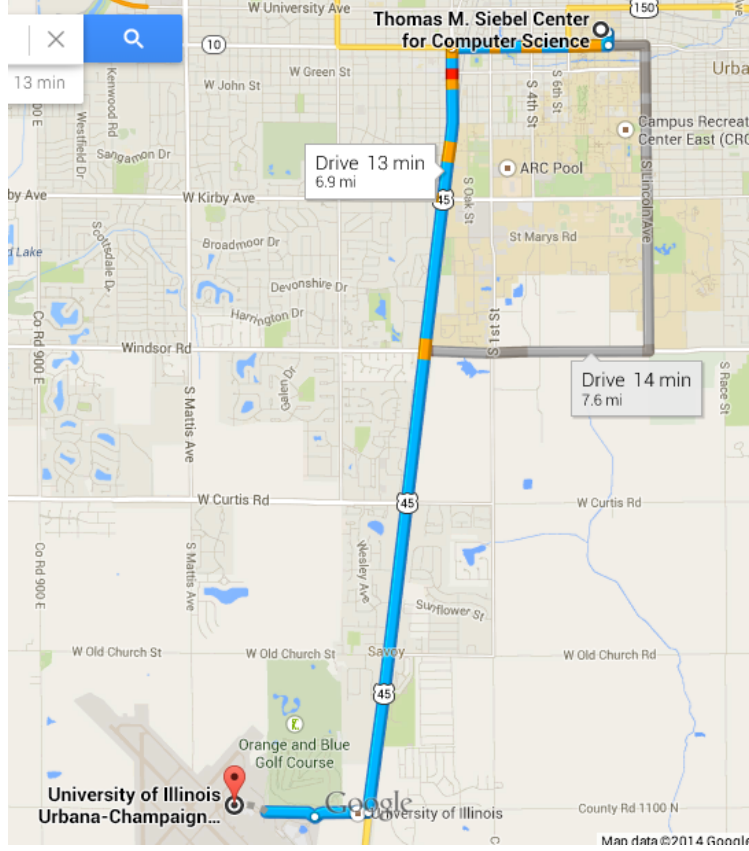 W University Ave
150
Thomas M. Siebel Center
for Computer Science
10
13 min
W Green St
Urba
W John St
Kenwood Rd
Westfield Dr
S 4th St
S 6th St
Campus Recreat
Center East (CRC
Sangamon Dr
Drive 13 min
6.9 mi
ARC Pool
by Ave
W Kirby Ave
45
S Oak St
S Lincoln Ave
St Marys Rd
Broadmoor Dr
d Lake
Scottsdale Dr
Devonshire Dr
Harrington Dr
Co Rd 900 E
S 1st St
Windsor Rd
Drive 14 min
7.6 mi
Galen Dr
S Mattis Ave
S Race St
W Curtis Rd
45
W Curtis Rd
Co Rd 900 E
S Mattis Ave
Wesley Ave
Sunflower St
W Old Church St
W Old Church St
Savoy
W Old Church Rd
45
Orange and Blue
Golf Course
University of Illinois
Urbana-Champaign...
Google
University of Illinois
County Rd 1100 N
Map data ©2014 Google